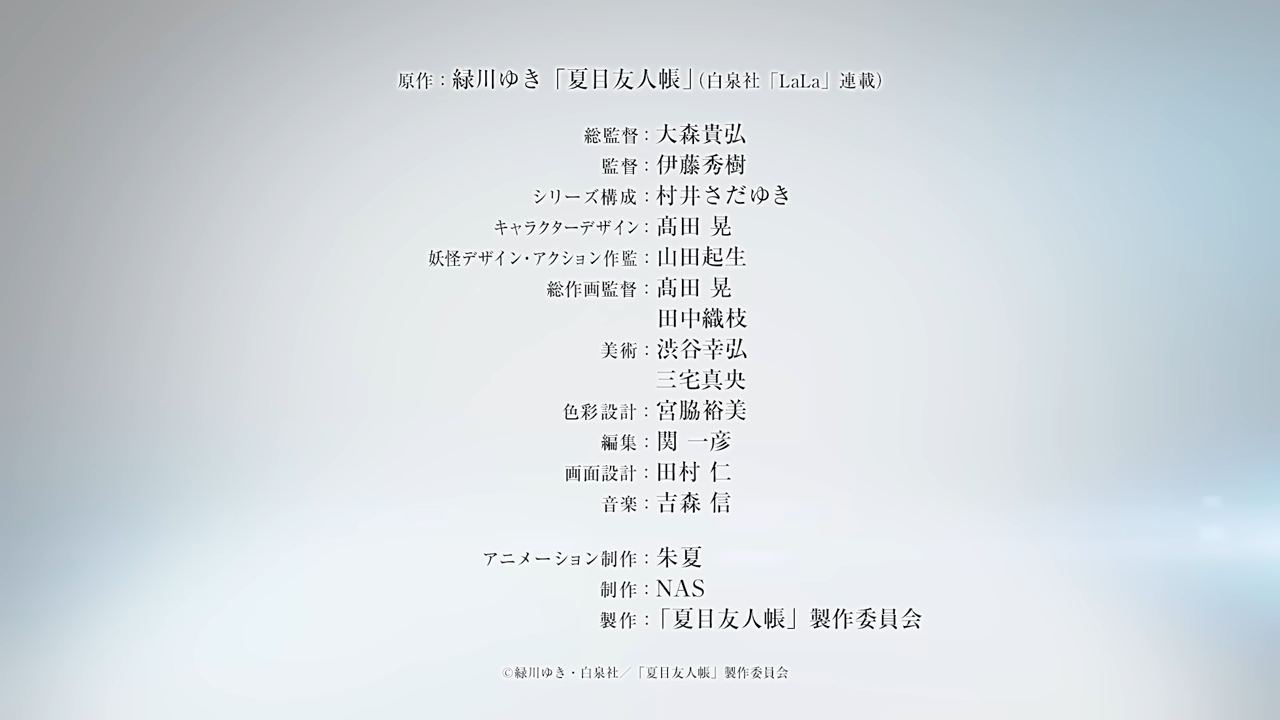 原作：緑川ゆき「夏目友人帳」（白泉社「LaLa」連載）
総監督：大森貴弘
監督：伊藤秀樹
シリーズ構成：村井さだゆき
キャラクターデザイン：髙田 晃
妖怪デザイン・アクション作監：山田起生
総作画監督：髙田 晃
田中織枝
美術：渋谷幸弘
三宅真央
色彩設計：宮脇裕美
編集：関 一彦
画面設計：田村 仁
音楽：吉森 信
アニメーション制作：朱夏
制作：NAS
製作：「夏目友人帳」製作委員会
©緑川ゆき・白泉社／「夏目友人帳」製作委員会